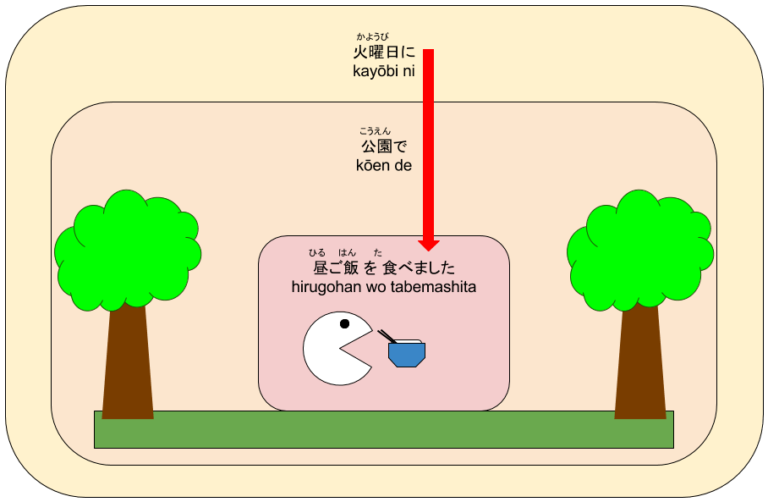 かようび
火曜日に
kayōbi ni
こうえん
公園で
kōen de
ひる はん た
昼ご飯 を 食べました
hirugohan wo tabemashita